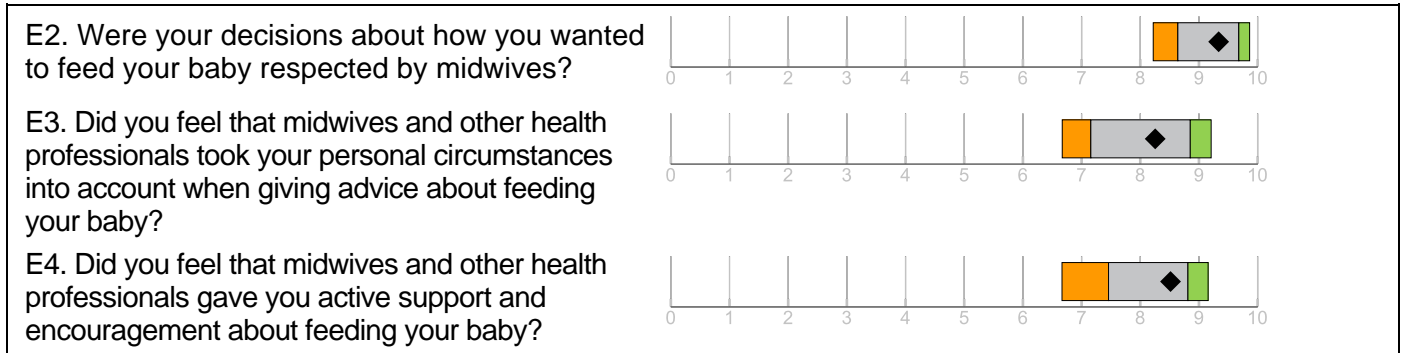 E2. Were your decisions about how you wanted
to feed your baby respected by midwives?
0 1 2 3 4 5 6 7 8 9 10
E3. Did you feel that midwives and other health
professionals took your personal circumstances
into account when giving advice about feeding
your baby?
0 1 2 3 4 5 6 7 8 9 10
E4. Did you feel that midwives and other health
professionals gave you active support and
encouragement about feeding your baby?
0 1 2 3 4 5 6 7 8 9 10